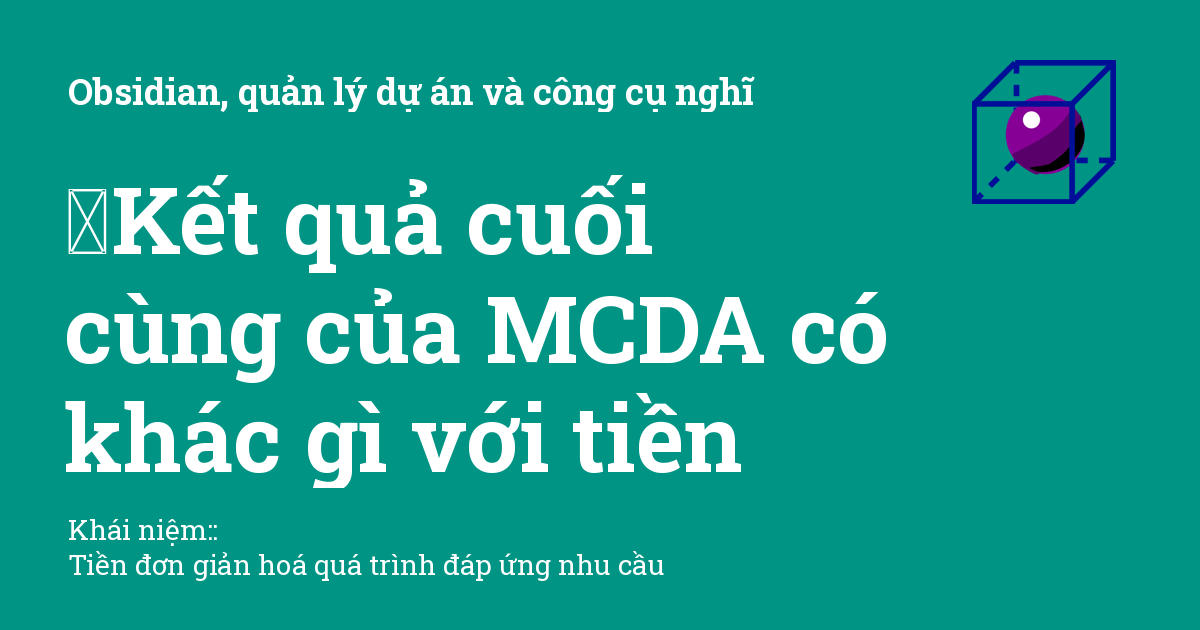 Obsidian, quản lý dự án và công cụ nghĩ
Kết quả cuối
cùng của MCDA có
khác gì với tiền
Khái niệm::
Tiền đơn giản hoá quá trình đáp ứng nhu cầu